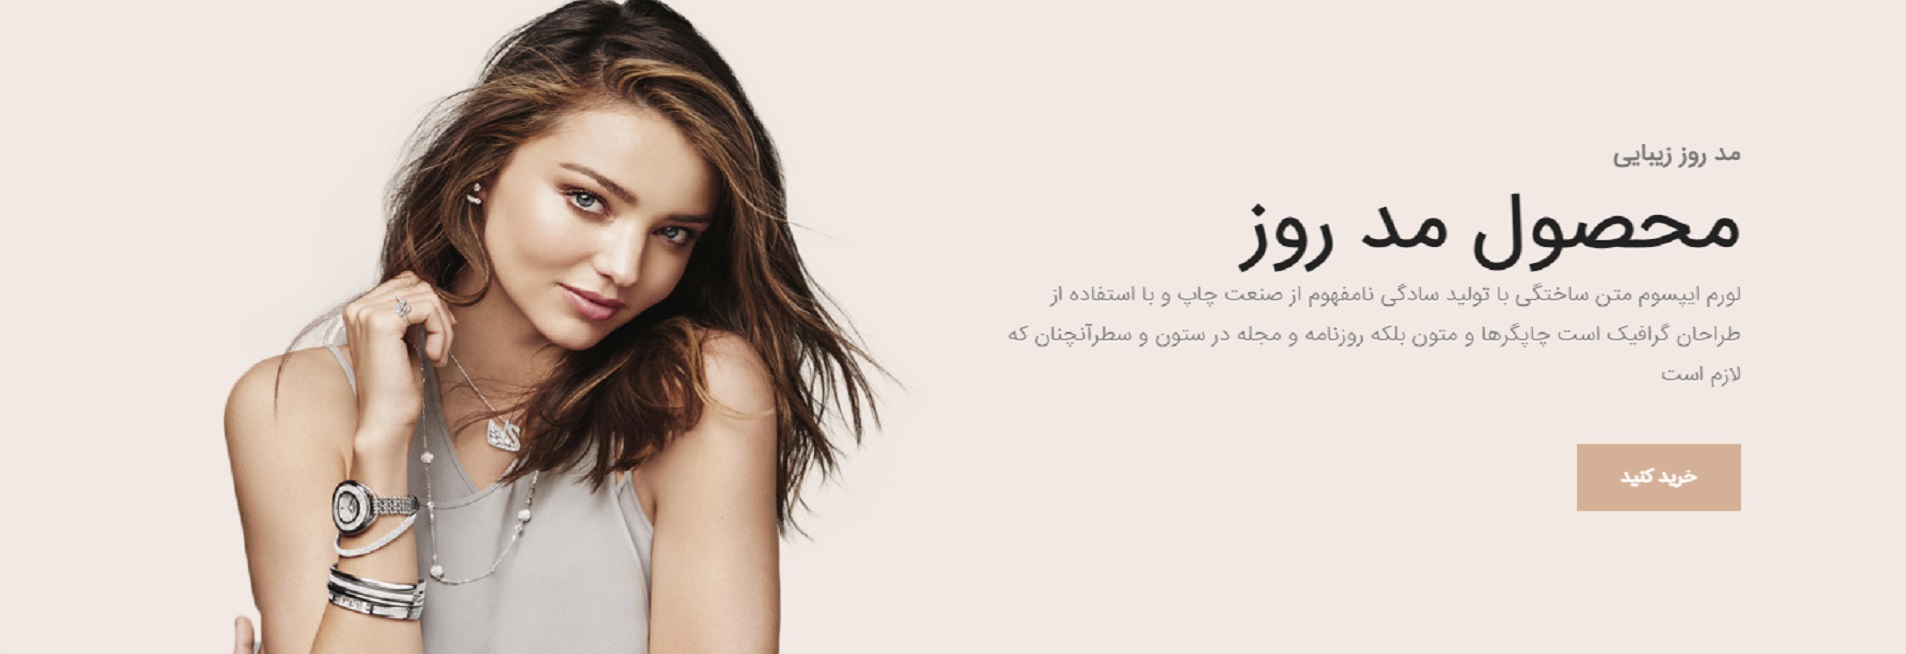 مد روز زیبایی
محصول مد روز
لورم ایپسوم متن ساختگی با تولید سادگی نامفهوم از صنعت چاپ و با استفاده از
طراحان گرافیک است چاپگرها و متون بلکه روزنامه و مجله در ستون و سطرآنچنان که
لازم است
خرید کنید